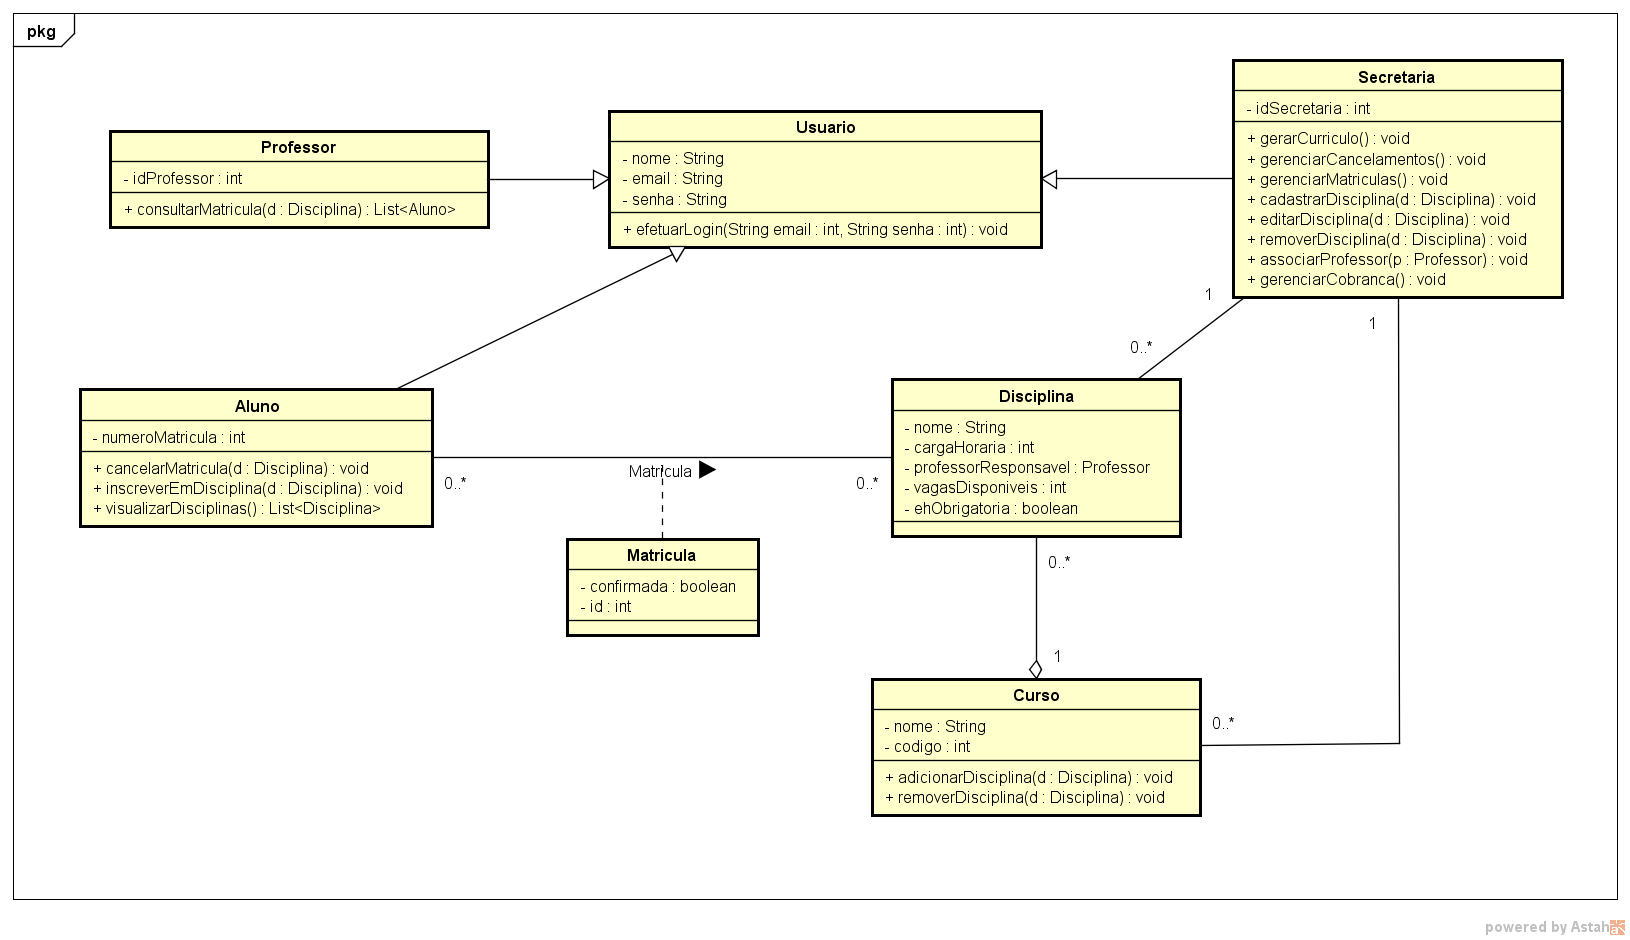 pkg
Professor
- idProfessor : int
+ consultarMatricula(d : Disciplina) : List<Aluno>
Usuario
- nome : String
- email : String
- senha : String
+ efetuarLogin(String email : int, String senha : int) : void
Secretaria
- idSecretaria : int
+ gerarCurriculo() : void
+ gerenciarCancelamentos() : void
+ gerenciarMatriculas() : void
+ cadastrarDisciplina(d : Disciplina) : void
+ editarDisciplina(d : Disciplina) : void
+ removerDisciplina(d : Disciplina) : void
+ associarProfessor(p : Professor) : void
+ gerenciarCobranca() : void
1
1
0..*
Aluno
- numeroMatricula : int
+ cancelarMatricula(d : Disciplina) : void
+ inscreverEmDisciplina(d : Disciplina) : void
+ visualizarDisciplinas() : List<Disciplina>
0..*
Matricula
0..*
Disciplina
- nome : String
- cargaHoraria : int
- professorResponsavel : Professor
- vagasDisponiveis : int
- ehObrigatoria : boolean
Matricula
- confirmada : boolean
- id : int
0..*
1
Curso
- nome : String
- codigo : int
+ adicionarDisciplina(d : Disciplina) : void
+ removerDisciplina(d : Disciplina) : void
0..*
powered by Astah